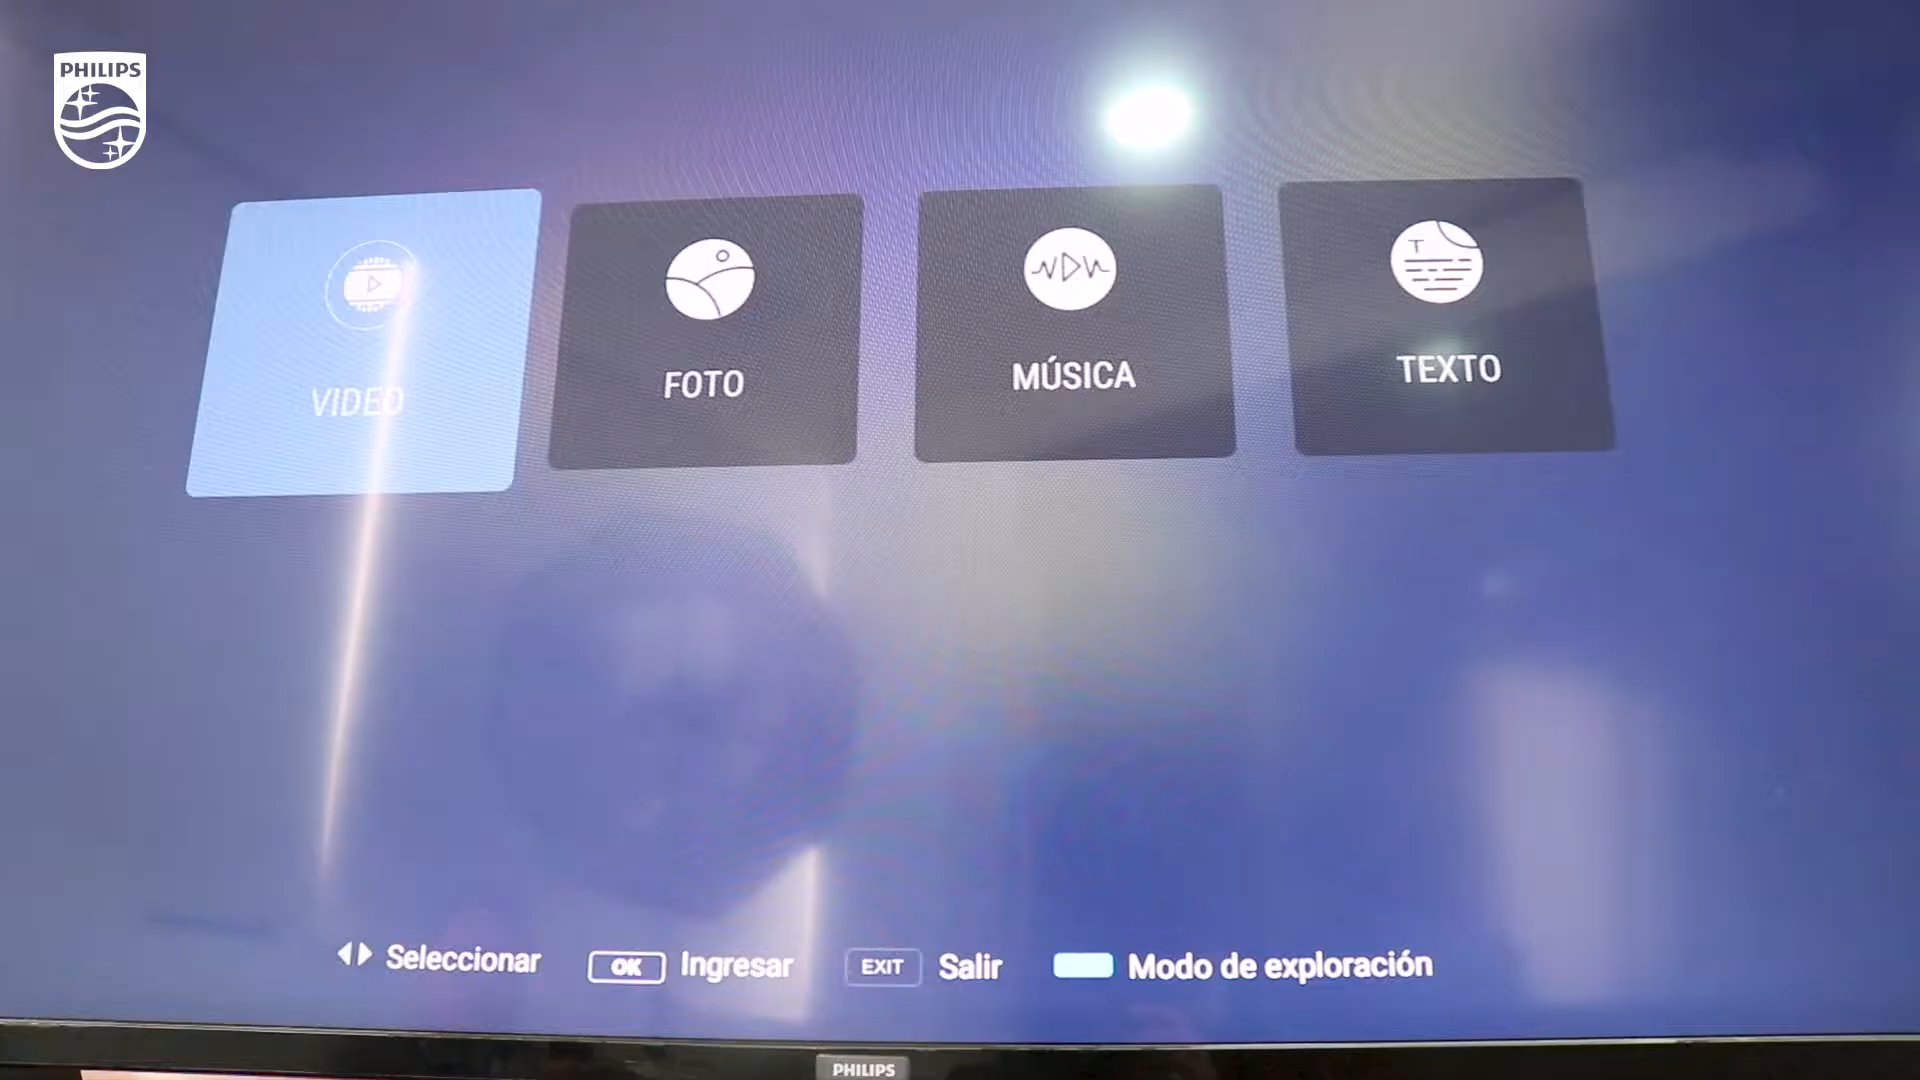 PHILIPS
VIDEO
FOTO
MÚSICA
TEXTO
Seleccionar OK Ingresar EXIT Salir Modo de exploración
PHILIPS